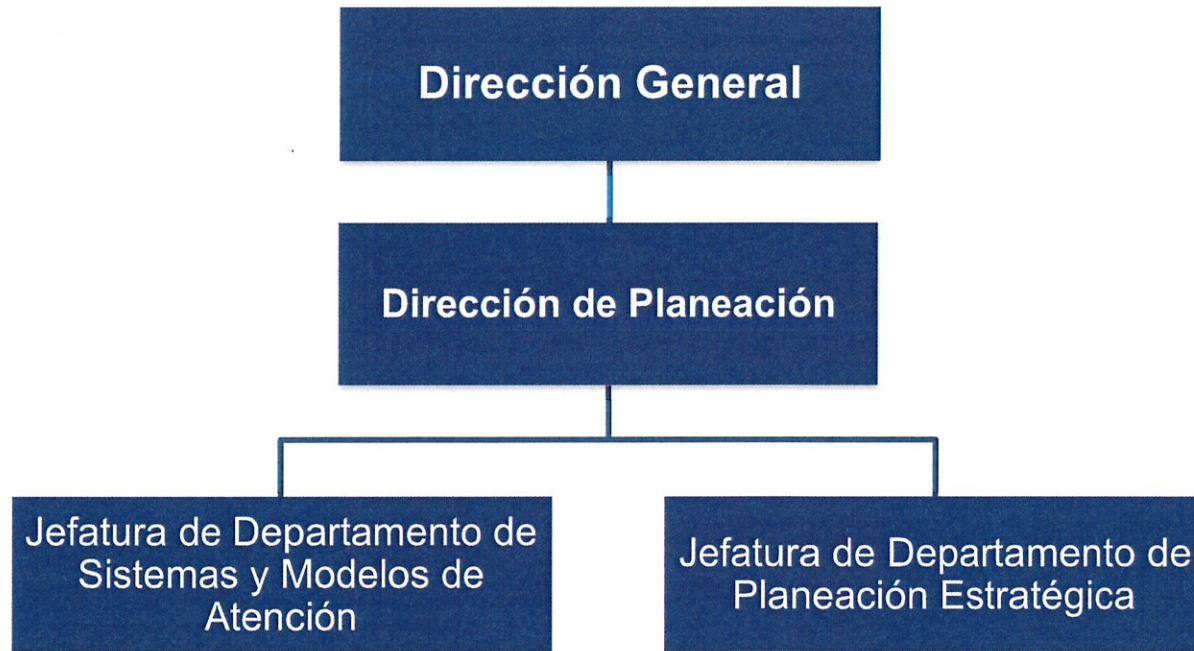 Dirección General
Dirección de Planeación
Jefatura de Departamento de
Sistemas y Modelos de
Atención
Jefatura de Departamento de
Planeación Estratégica